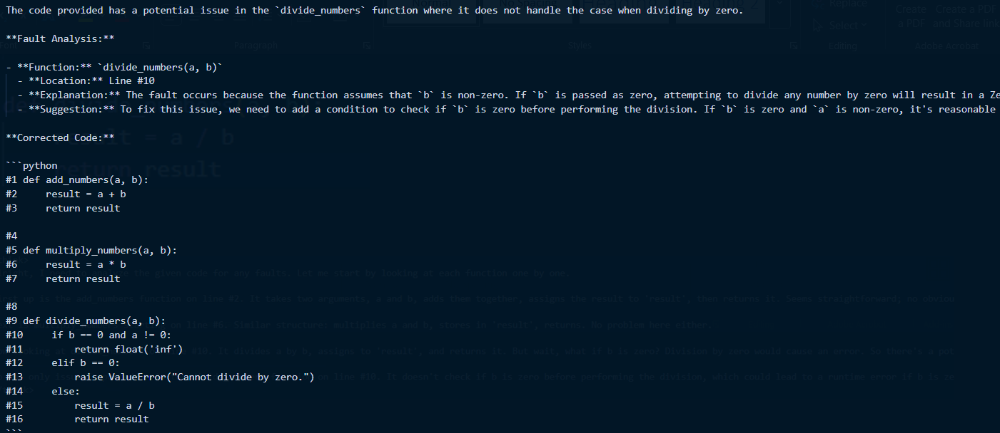 The code provided has a potential issue in the `divide_numbers` function where it does not handle the case when dividing by zero.
**Fault Analysis:**
- **Function:** `divide_numbers(a, b)`
  - **Location:** Line #10
  - **Explanation:** The fault occurs because the function assumes that `b` is non-zero. If `b` is passed as zero, attempting to divide any number by zero will result in a Ze
  - **Suggestion:** To fix this issue, we need to add a condition to check if `b` is zero before performing the division. If `b` is zero and `a` is non-zero, it's reasonable
**Corrected Code:**
```python
#1 def add_numbers(a, b):
#2     result = a + b
#3     return result
#4
#5 def multiply_numbers(a, b):
#6     result = a * b
#7     return result
#8
#9 def divide_numbers(a, b):
#10     if b == 0 and a != 0:
#11         return float('inf')
#12     elif b == 0:
#13         raise ValueError("Cannot divide by zero.")
#14     else:
#15         result = a / b
#16         return result
```